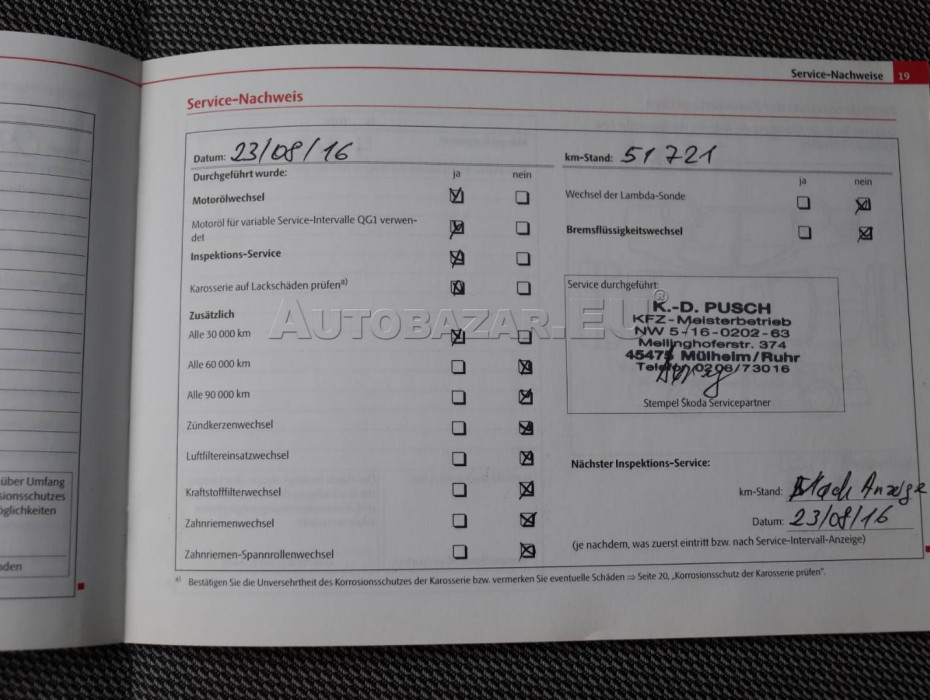 Service-Nachweise 19
Service-Nachweis
Datum: 23/08/16
km-Stand: 51 721
Durchgeführt wurde: ja nein
Motorölwechsel
Motoröl für variable Service-Intervalle QG1 verwen-
det
Inspektions-Service
Karosserie auf Lackschäden prüfen a)
Zusätzlich
Alle 30 000 km
Alle 60 000 km
Alle 90 000 km
Zündkerzenwechsel
Luftfiltereinsatzwechsel
Kraftstofffilterwechsel
Zahnriemenwechsel
Zahnriemen-Spannrollenwechsel
ja nein
Wechsel der Lambda-Sonde
Bremsflüssigkeitswechsel
Service durchgeführt:
K.-D. PUSCH
KFZ-Meisterbetrieb
NW 5-16-0202-63
Mellinghoferstr. 374
45475 Mülheim/Ruhr
Telefon 0208/73016
Stempel Škoda Servicepartner
Nächster Inspektions-Service:
km-Stand: Nach Anzeige
Datum: 23/08/16
(je nachdem, was zuerst eintritt bzw. nach Service-Intervall-Anzeige)
a) Bestätigen Sie die Unversehrtheit des Korrosionsschutzes der Karosserie bzw. vermerken Sie eventuelle Schäden ⇒ Seite 20, „Korrosionsschutz der Karosserie prüfen".
über Umfang
osionsschutzes
öglichkeiten
nden
AUTOBAZAR.EU®